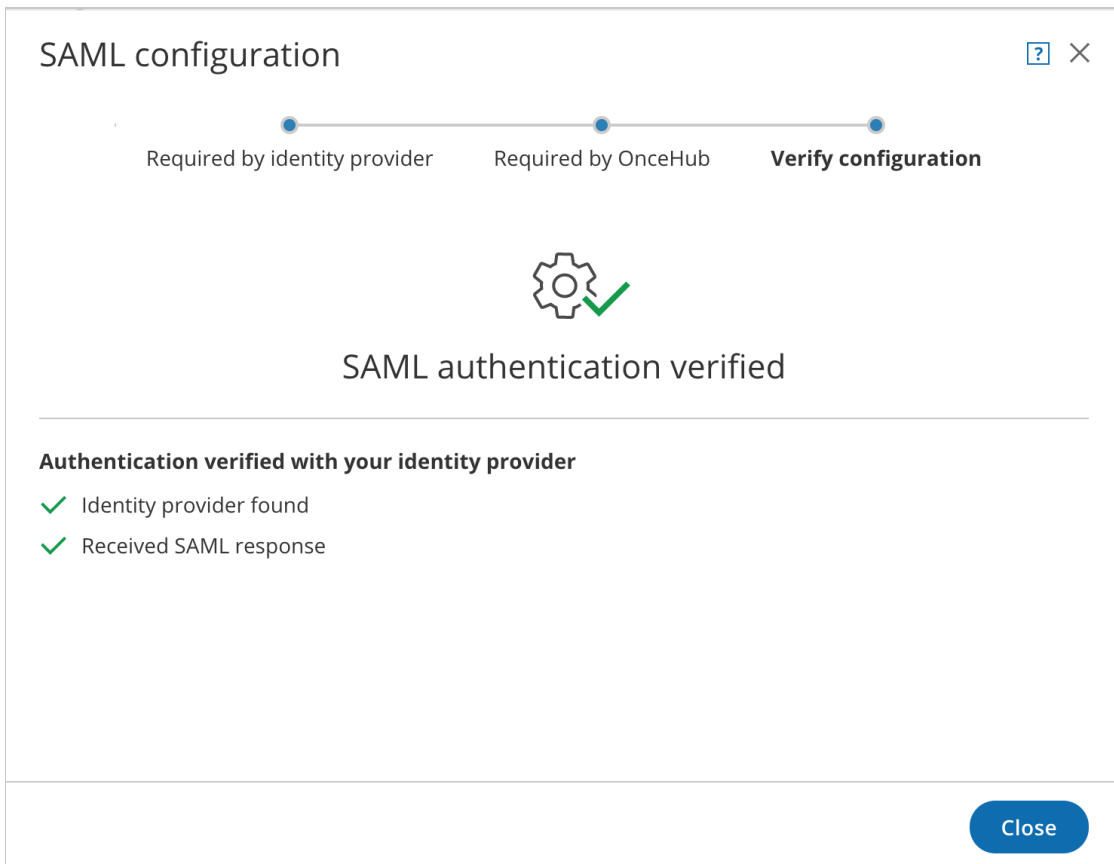 SAML configuration
?
Required by identity provider
Required by OnceHub
Verify configuration
SAML authentication verified
Authentication verified with your identity provider
Identity provider found
Received SAML response
Close